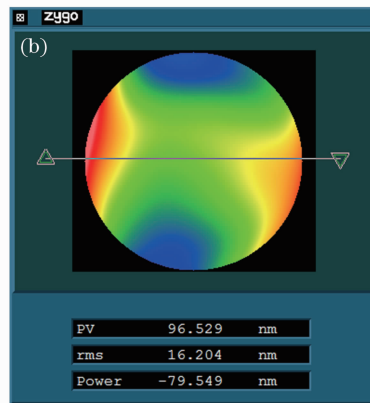 zygo
(b)
PV 96.529 nm
rms 16.204 nm
Power -79.549 nm